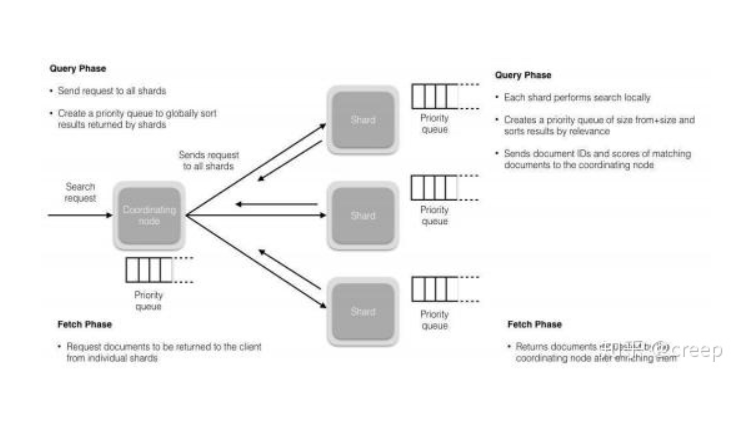 Query Phase
• Send request to all shards
• Create a priority queue to globally sort
results returned by shards
Search
request
Coordinating
node
Priority
queue
Sends request
to all shards
Shard
Priority
queue
Shard
Priority
queue
Shard
Priority
queue
Query Phase
• Each shard performs search locally
• Creates a priority queue of size from+size and
sorts results by relevance
• Sends document IDs and scores of matching
documents to the coordinating node
Fetch Phase
• Request documents to be returned to the client
from individual shards
Fetch Phase
• Returns documents by
coordinating node after enriching them
知乎 @creep